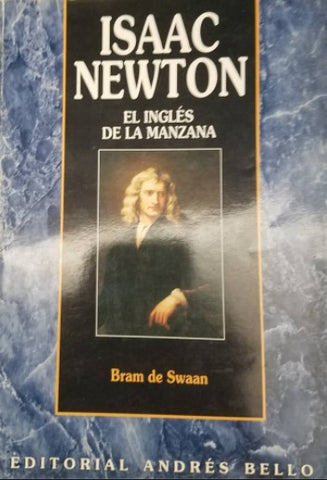 ISAAC
NEWTON
EL INGLÉS
DE LA MANZANA
Bram de Swaan
EDITORIAL ANDRÉS BELLO